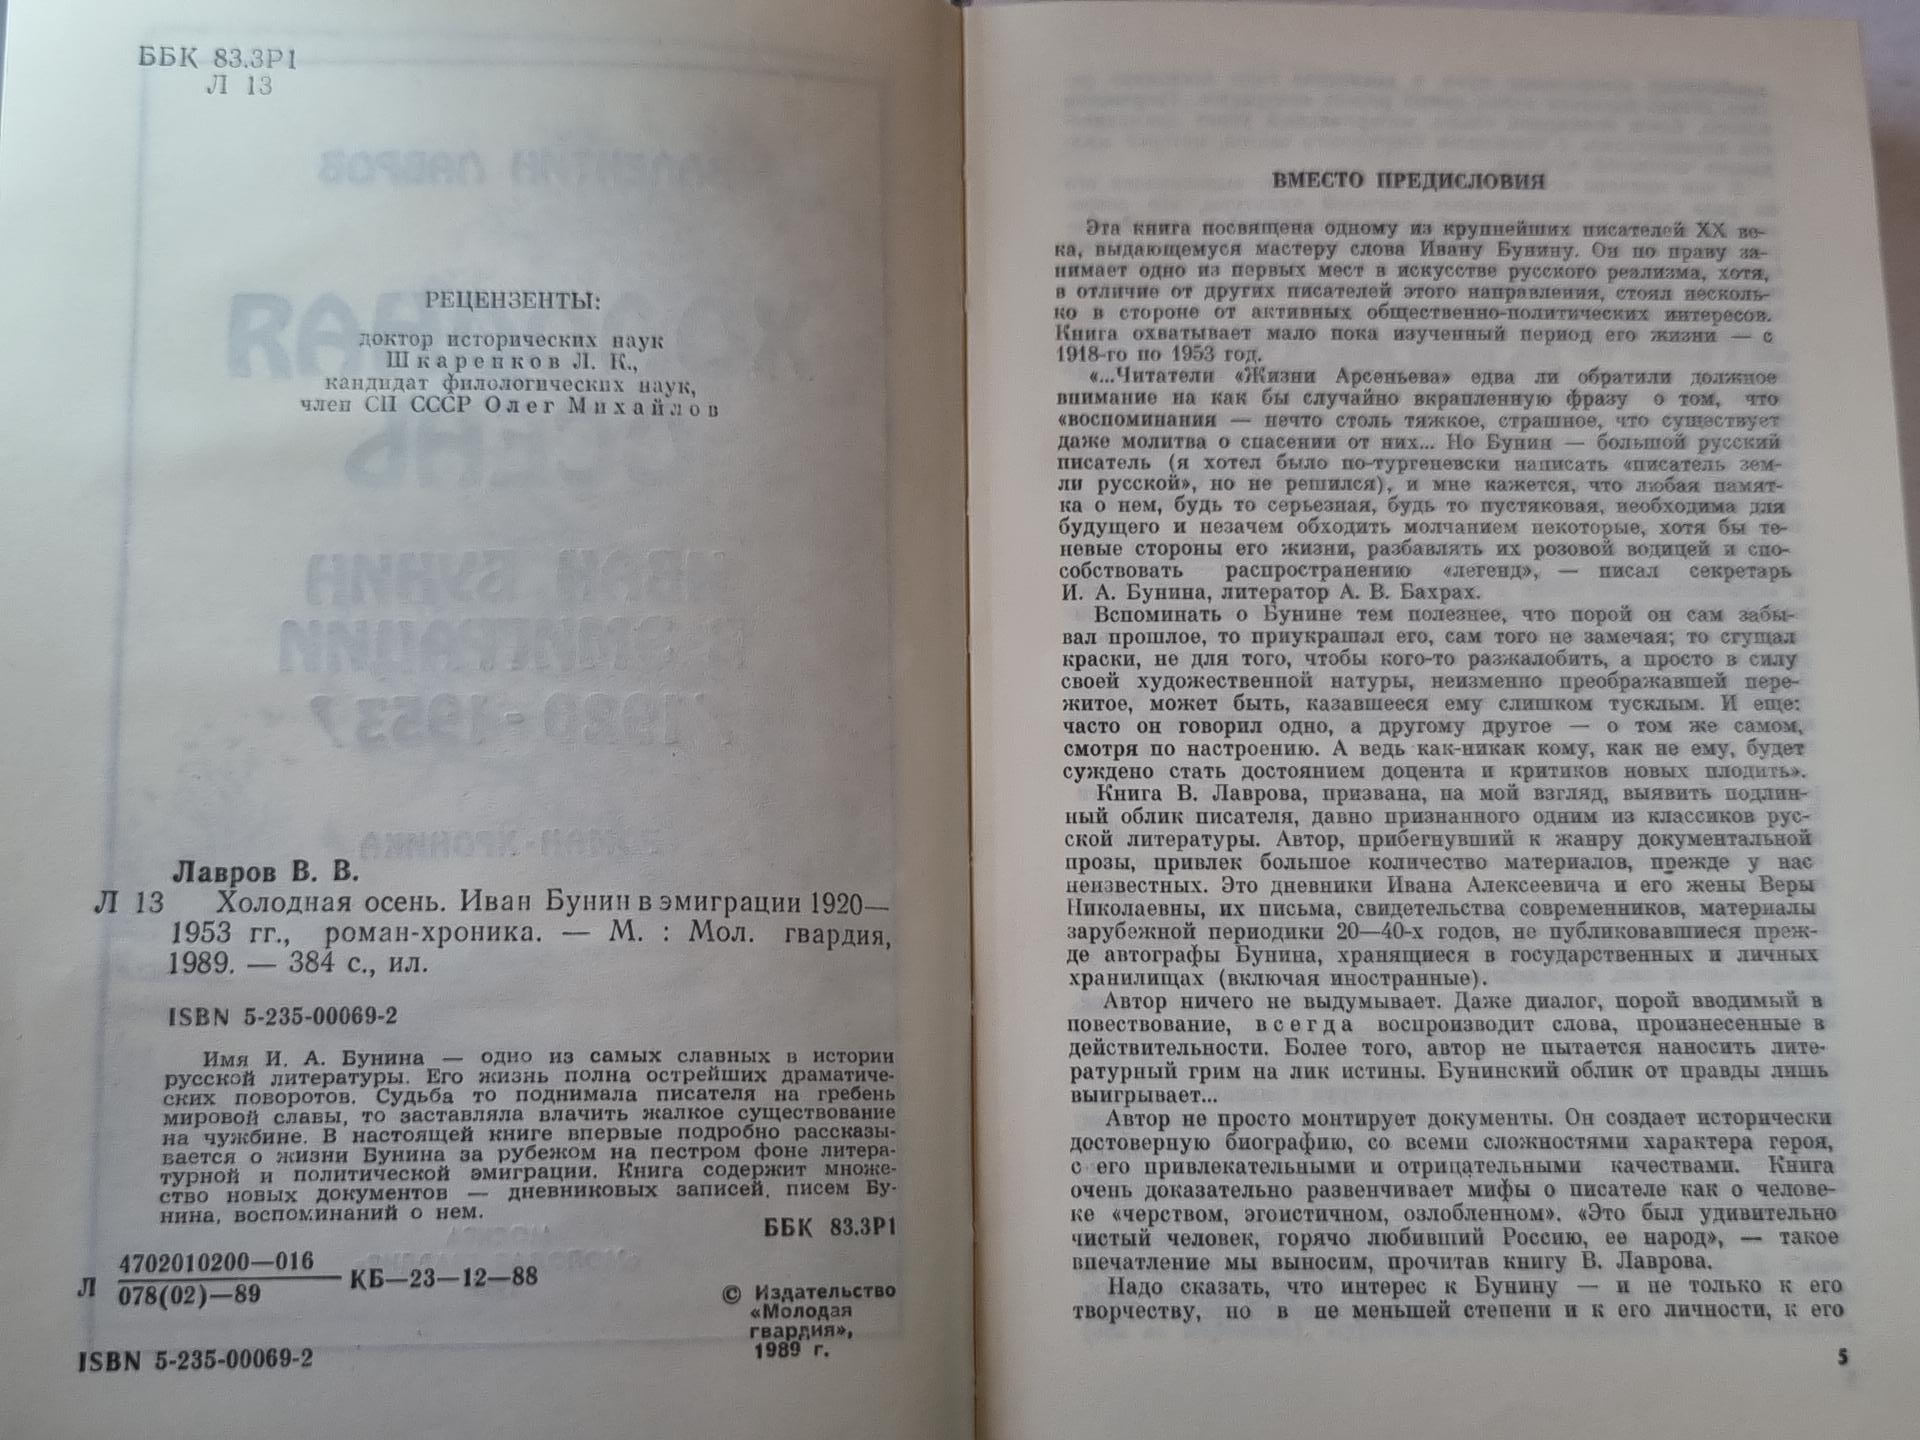 ББК 83.3Р1
Л 13
РЕЦЕНЗЕНТЫ:
доктор исторических наук
Шкаренков Л. К.,
кандидат филологических наук,
член СП СССР Олег Михайлов
Лавров В. В.
Л 13 Холодная осень. Иван Бунин в эмиграции 1920—
1953 гг., роман-хроника. — М. : Мол. гвардия,
1989. — 384 с., ил.
ISBN 5-235-00069-2
Имя И. А. Бунина — одно из самых славных в истории
русской литературы. Его жизнь полна острейших драматиче-
ских поворотов. Судьба то поднимала писателя на гребень
мировой славы, то заставляла влачить жалкое существование
на чужбине. В настоящей книге впервые подробно рассказы-
вается о жизни Бунина за рубежом на пестром фоне литера-
турной и политической эмиграции. Книга содержит множе-
ство новых документов — дневниковых записей, писем Бу-
нина, воспоминаний о нем.
ББК 83.3Р1
Л 4702010200—016
078(02)—89 КБ—23—12—88
© Издательство
«Молодая
гвардия»,
1989 г.
ISBN 5-235-00069-2
ВМЕСТО ПРЕДИСЛОВИЯ
Эта книга посвящена одному из крупнейших писателей XX ве-
ка, выдающемуся мастеру слова Ивану Бунину. Он по праву за-
нимает одно из первых мест в искусстве русского реализма, хотя,
в отличие от других писателей этого направления, стоял несколь-
ко в стороне от активных общественно-политических интересов.
Книга охватывает мало пока изученный период его жизни — с
1918-го по 1953 год.
«...Читатели «Жизни Арсеньева» едва ли обратили должное
внимание на как бы случайно вкрапленную фразу о том, что
«воспоминания — нечто столь тяжкое, страшное, что существует
даже молитва о спасении от них... Но Бунин — большой русский
писатель (я хотел было по-тургеневски написать «писатель зем-
ли русской», но не решился), и мне кажется, что любая памят-
ка о нем, будь то серьезная, будь то пустяковая, необходима для
будущего и незачем обходить молчанием некоторые, хотя бы те-
невые стороны его жизни, разбавлять их розовой водицей и спо-
собствовать распространению «легенд», — писал секретарь
И. А. Бунина, литератор А. В. Бахрах.
Вспоминать о Бунине тем полезнее, что порой он сам забы-
вал прошлое, то приукрашал его, сам того не замечая; то сгущал
краски, не для того, чтобы кого-то разжалобить, а просто в силу
своей художественной натуры, неизменно преображавшей пере-
житое, может быть, казавшееся ему слишком тусклым. И еще:
часто он говорил одно, а другому другое — о том же самом,
смотря по настроению. А ведь как-никак кому, как не ему, будет
суждено стать достоянием доцента и критиков новых плодить».
Книга В. Лаврова, призвана, на мой взгляд, выявить подлин-
ный облик писателя, давно признанного одним из классиков рус-
ской литературы. Автор, прибегнувший к жанру документальной
прозы, привлек большое количество материалов, прежде у нас
неизвестных. Это дневники Ивана Алексеевича и его жены Веры
Николаевны, их письма, свидетельства современников, материалы
зарубежной периодики 20—40-х годов, не публиковавшиеся преж-
де автографы Бунина, хранящиеся в государственных и личных
хранилищах (включая иностранные).
Автор ничего не выдумывает. Даже диалог, порой вводимый в
повествование, всегда воспроизводит слова, произнесенные в
действительности. Более того, автор не пытается наносить лите-
ратурный грим на лик истины. Бунинский облик от правды лишь
выигрывает...
Автор не просто монтирует документы. Он создает исторически
достоверную биографию, со всеми сложностями характера героя,
с его привлекательными и отрицательными качествами. Книга
очень доказательно развенчивает мифы о писателе как о челове-
ке «черством, эгоистичном, озлобленном». «Это был удивительно
чистый человек, горячо любивший Россию, ее народ», — такое
впечатление мы выносим, прочитав книгу В. Лаврова.
Надо сказать, что интерес к Бунину — и не только к его
творчеству, но в не меньшей степени и к его личности, к его
5